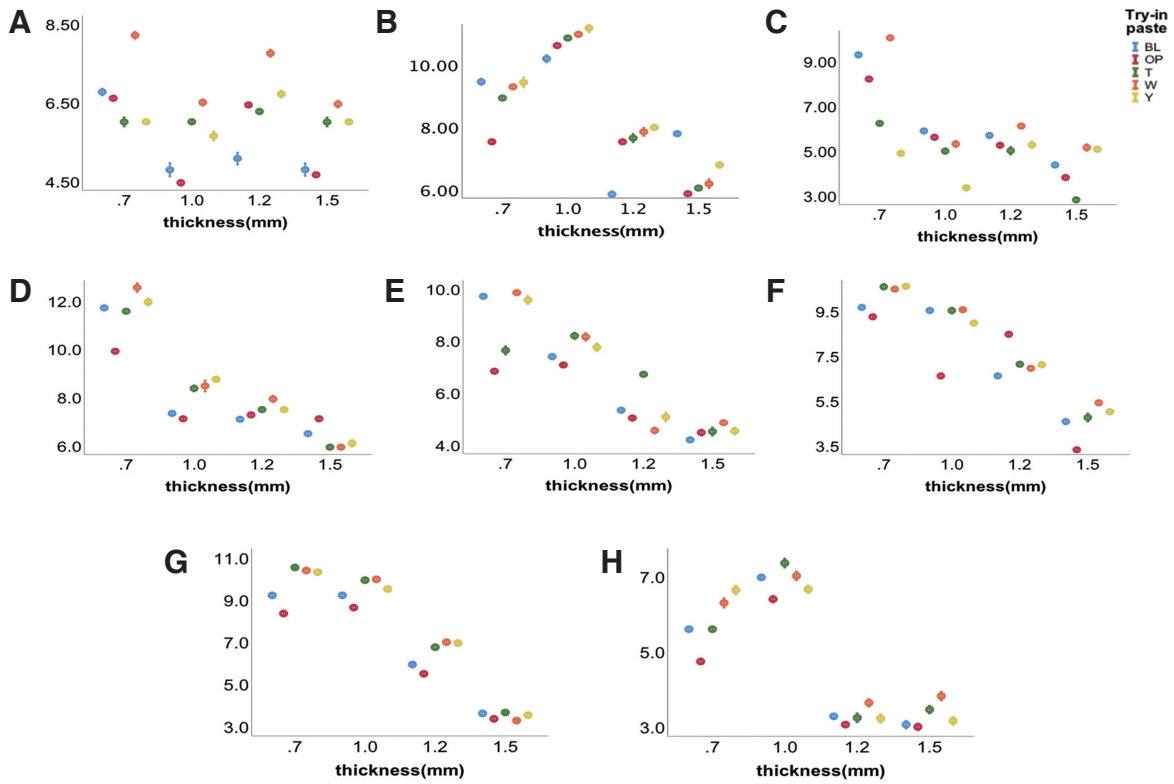 A
8.50
6.50
4.50
.7 1.0 1.2 1.5
thickness(mm)
B
10.00
8.00
6.00
.7 1.0 1.2 1.5
thickness(mm)
C
9.00
7.00
5.00
3.00
.7 1.0 1.2 1.5
thickness(mm)
Try-in
paste
BL
OP
T
W
Y
D
12.0
10.0
8.0
6.0
.7 1.0 1.2 1.5
thickness(mm)
E
10.0
8.0
6.0
4.0
.7 1.0 1.2 1.5
thickness(mm)
F
9.5
7.5
5.5
3.5
.7 1.0 1.2 1.5
thickness(mm)
G
11.0
9.0
7.0
5.0
3.0
.7 1.0 1.2 1.5
thickness(mm)
H
7.0
5.0
3.0
.7 1.0 1.2 1.5
thickness(mm)